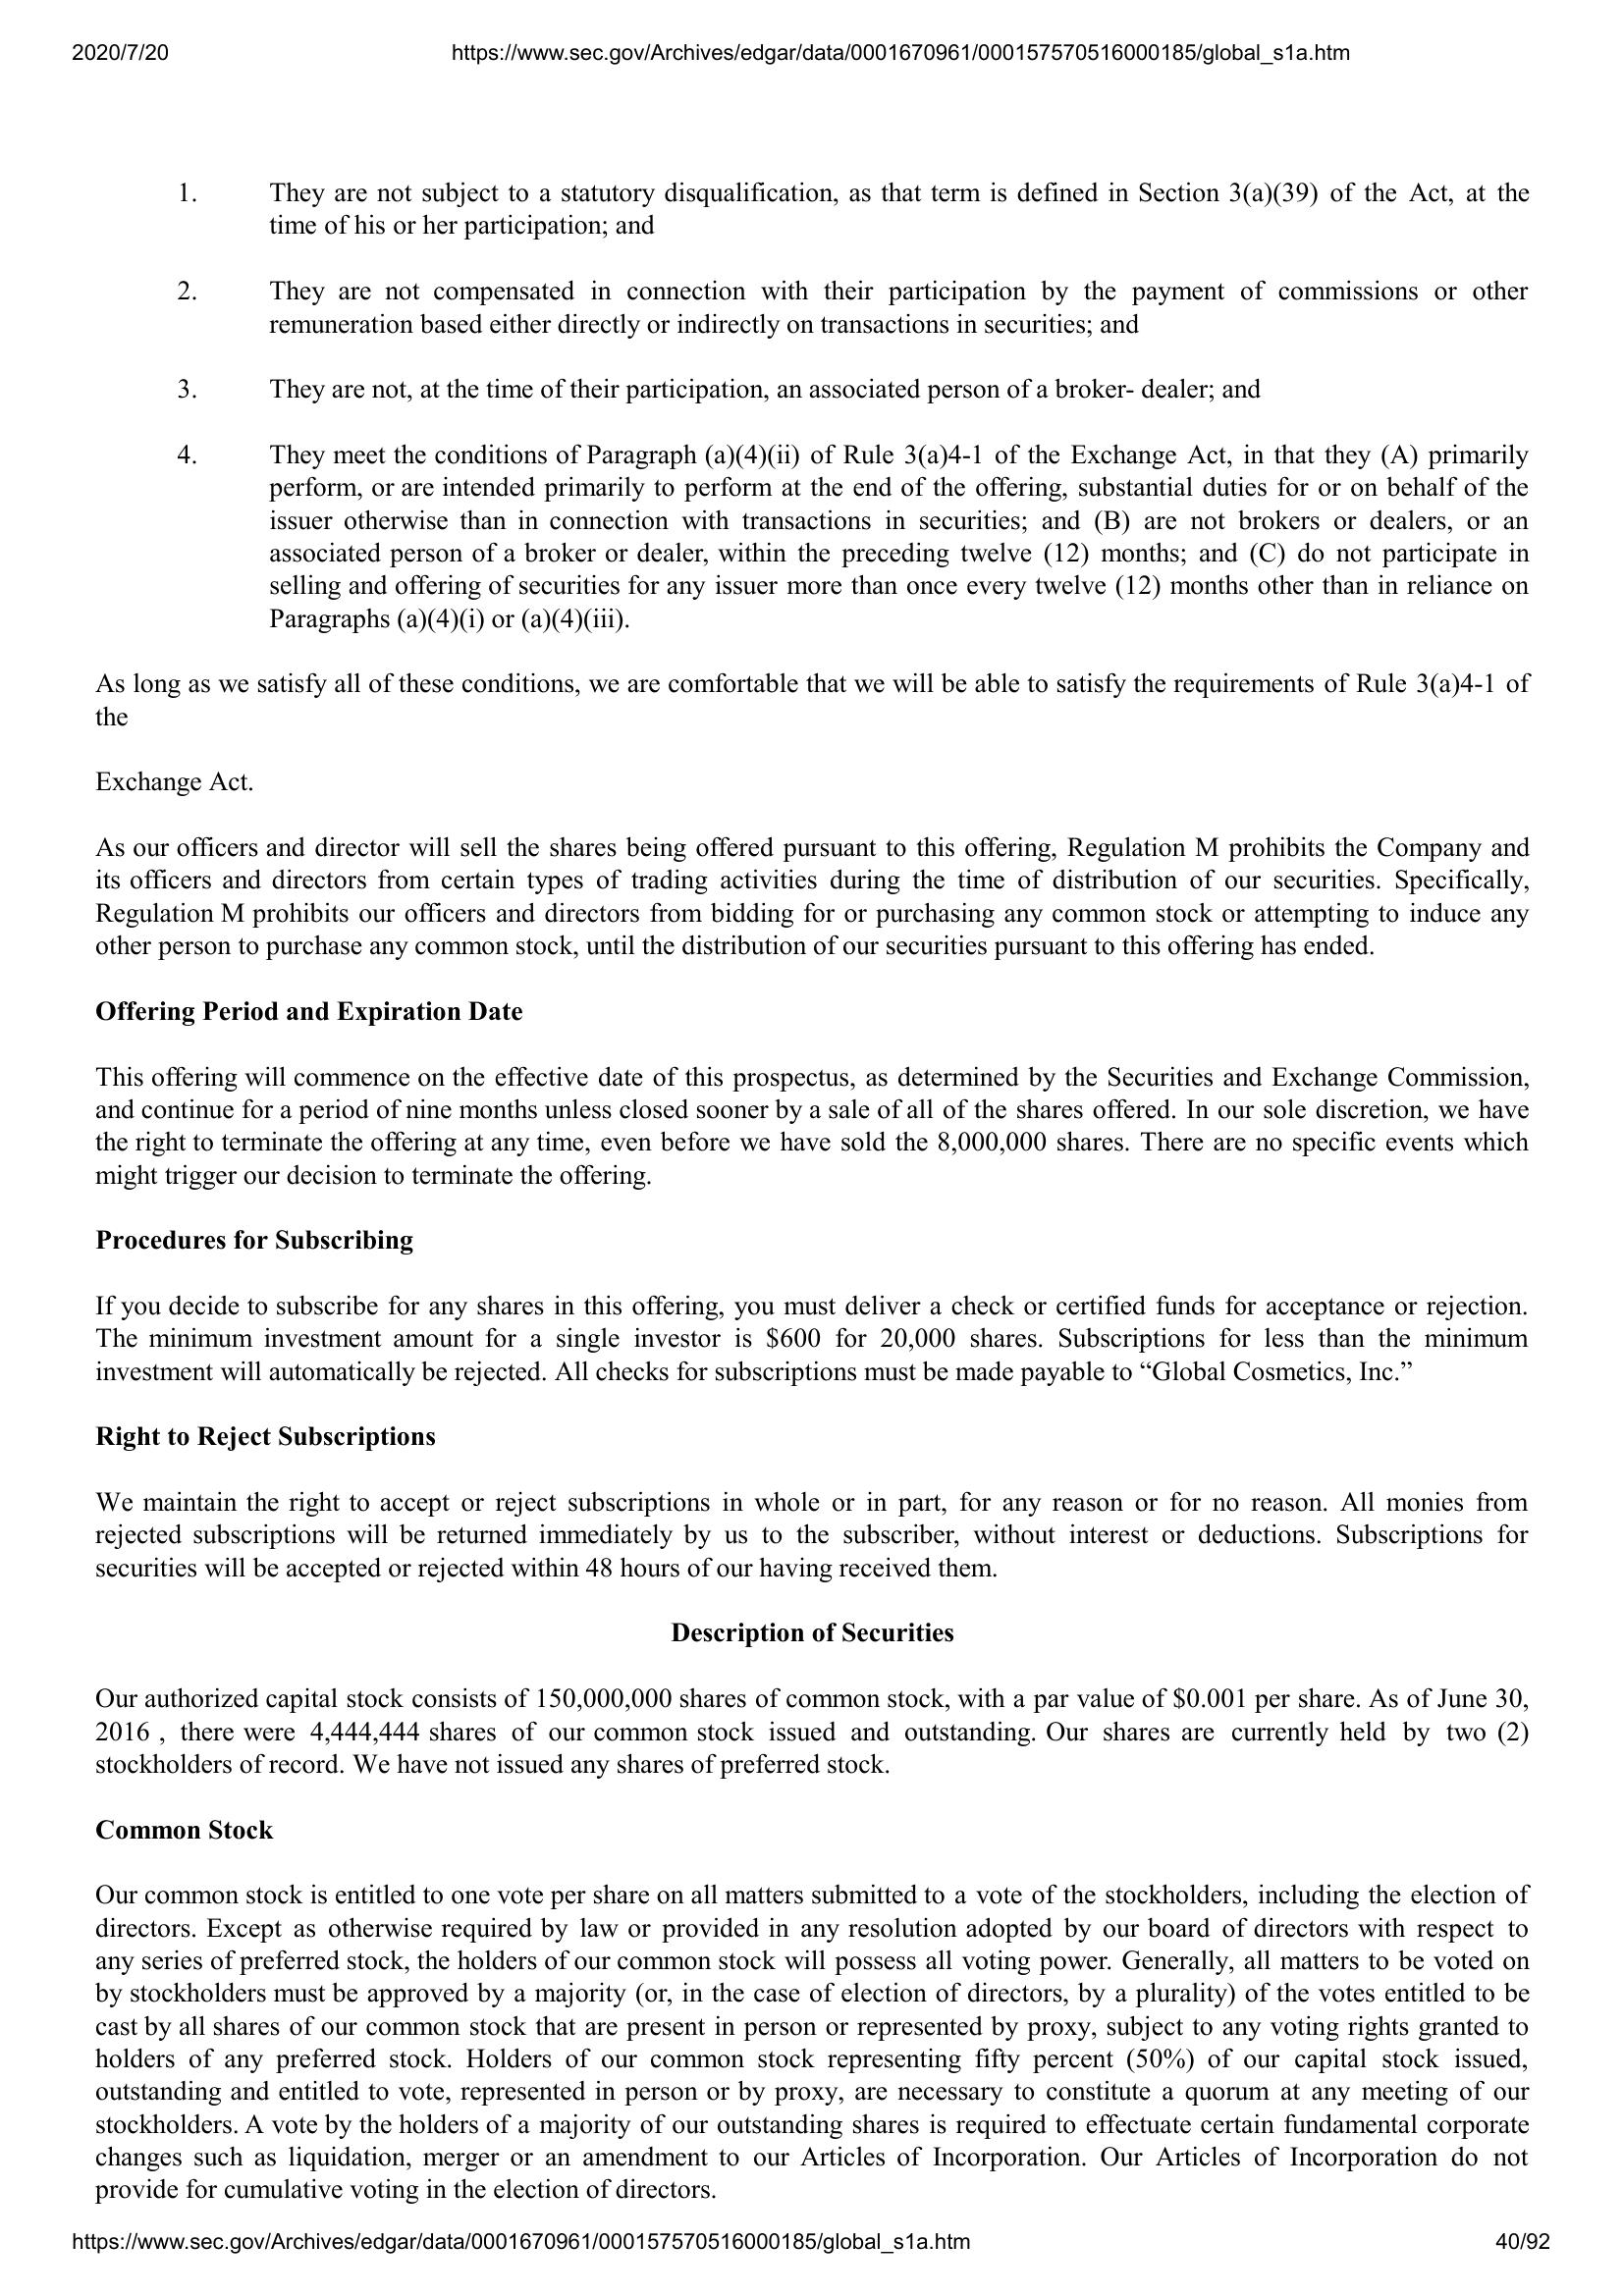 2020/7/20 https://www.sec.gov/Archives/edgar/data/0001670961/000157570516000185/global_s1a.htm
1. They are not subject to a statutory disqualification, as that term is defined in Section 3(a)(39) of the Act, at the
time of his or her participation; and
2. They are not compensated in connection with their participation by the payment of commissions or other
remuneration based either directly or indirectly on transactions in securities; and
3. They are not, at the time of their participation, an associated person of a broker- dealer; and
4. They meet the conditions of Paragraph (a)(4)(ii) of Rule 3(a)4-1 of the Exchange Act, in that they (A) primarily
perform, or are intended primarily to perform at the end of the offering, substantial duties for or on behalf of the
issuer otherwise than in connection with transactions in securities; and (B) are not brokers or dealers, or an
associated person of a broker or dealer, within the preceding twelve (12) months; and (C) do not participate in
selling and offering of securities for any issuer more than once every twelve (12) months other than in reliance on
Paragraphs (a)(4)(i) or (a)(4)(iii).
As long as we satisfy all of these conditions, we are comfortable that we will be able to satisfy the requirements of Rule 3(a)4-1 of
the
Exchange Act.
As our officers and director will sell the shares being offered pursuant to this offering, Regulation M prohibits the Company and
its officers and directors from certain types of trading activities during the time of distribution of our securities. Specifically,
Regulation M prohibits our officers and directors from bidding for or purchasing any common stock or attempting to induce any
other person to purchase any common stock, until the distribution of our securities pursuant to this offering has ended.
Offering Period and Expiration Date
This offering will commence on the effective date of this prospectus, as determined by the Securities and Exchange Commission,
and continue for a period of nine months unless closed sooner by a sale of all of the shares offered. In our sole discretion, we have
the right to terminate the offering at any time, even before we have sold the 8,000,000 shares. There are no specific events which
might trigger our decision to terminate the offering.
Procedures for Subscribing
If you decide to subscribe for any shares in this offering, you must deliver a check or certified funds for acceptance or rejection.
The minimum investment amount for a single investor is $600 for 20,000 shares. Subscriptions for less than the minimum
investment will automatically be rejected. All checks for subscriptions must be made payable to “Global Cosmetics, Inc.”
Right to Reject Subscriptions
We maintain the right to accept or reject subscriptions in whole or in part, for any reason or for no reason. All monies from
rejected subscriptions will be returned immediately by us to the subscriber, without interest or deductions. Subscriptions for
securities will be accepted or rejected within 48 hours of our having received them.
Description of Securities
Our authorized capital stock consists of 150,000,000 shares of common stock, with a par value of $0.001 per share. As of June 30,
2016 , there were 4,444,444 shares of our common stock issued and outstanding. Our shares are currently held by two (2)
stockholders of record. We have not issued any shares of preferred stock.
Common Stock
Our common stock is entitled to one vote per share on all matters submitted to a vote of the stockholders, including the election of
directors. Except as otherwise required by law or provided in any resolution adopted by our board of directors with respect to
any series of preferred stock, the holders of our common stock will possess all voting power. Generally, all matters to be voted on
by stockholders must be approved by a majority (or, in the case of election of directors, by a plurality) of the votes entitled to be
cast by all shares of our common stock that are present in person or represented by proxy, subject to any voting rights granted to
holders of any preferred stock. Holders of our common stock representing fifty percent (50%) of our capital stock issued,
outstanding and entitled to vote, represented in person or by proxy, are necessary to constitute a quorum at any meeting of our
stockholders. A vote by the holders of a majority of our outstanding shares is required to effectuate certain fundamental corporate
changes such as liquidation, merger or an amendment to our Articles of Incorporation. Our Articles of Incorporation do not
provide for cumulative voting in the election of directors.
https://www.sec.gov/Archives/edgar/data/0001670961/000157570516000185/global_s1a.htm 40/92